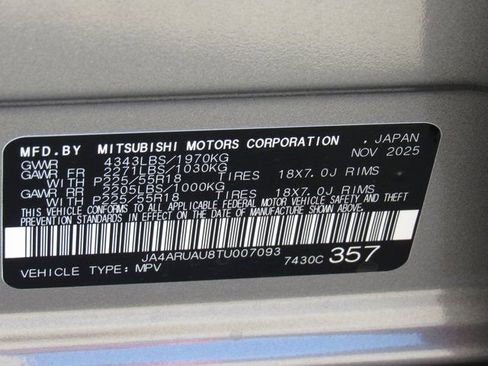 MFD.BY MITSUBISHI MOTORS CORPORATION . JAPAN
GVWR 4343LBS/1970KG NOV 2025
GAWR FR 2271LBS/1030KG
WITH P225/55R18 TIRES 18X7.0J RIMS
GAWR RR 2205LBS/1000KG
WITH P225/55R18 TIRES 18X7.0J RIMS
THIS VEHICLE CONFORMS TO ALL APPLICABLE FEDERAL MOTOR VEHICLE SAFETY AND THEFT
PREVENTION STANDARDS IN EFFECT ON THE DATE OF MANUFACTURE SHOWN ABOVE.
JA4ARUAU8TU007093
VEHICLE TYPE: MPV 7430C 357